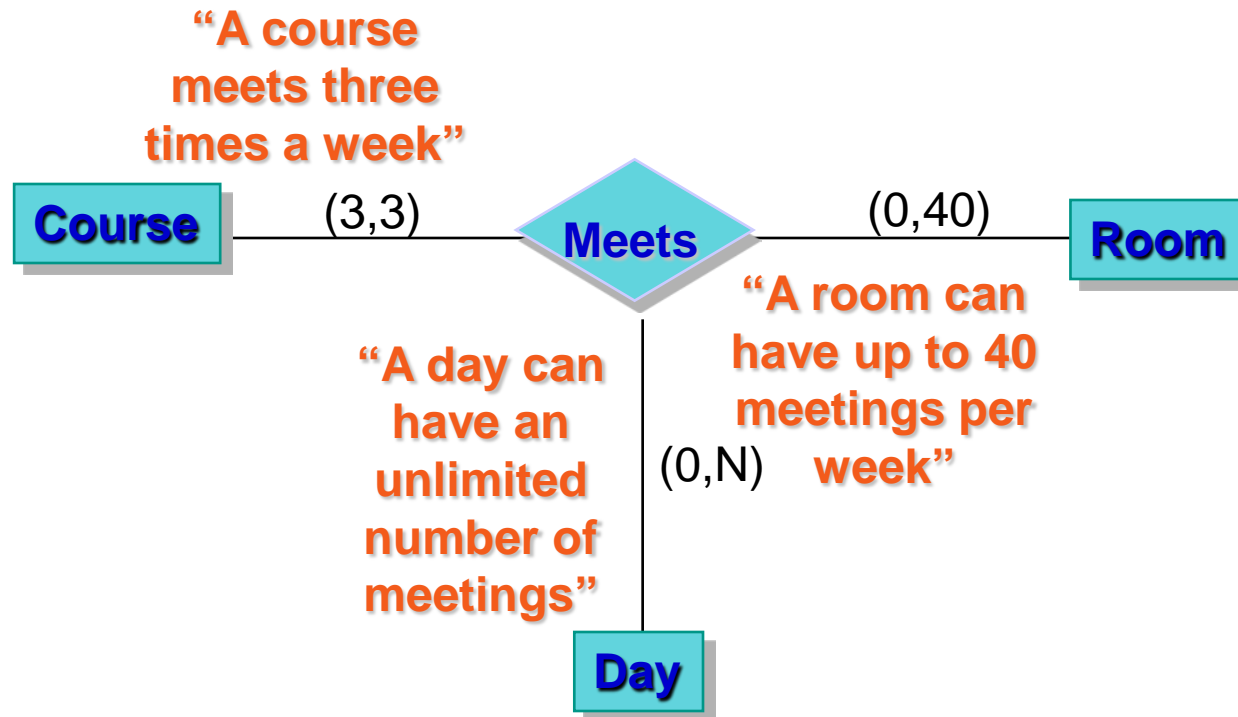 “A course
meets three
times a week”
Course
(3,3)
Meets
(0,40)
Room
“A room can
have up to 40
meetings per
week”
“A day can
have an
unlimited
number of
meetings”
(0,N)
Day